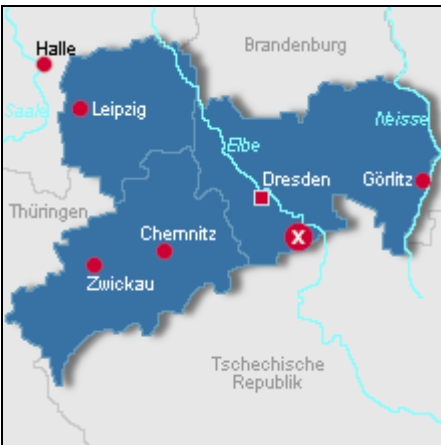 Halle
Brandenburg
Saale
Leipzig
Neisse
Elbe
Dresden
Görlitz
Thüringen
Chemnitz
X
Zwickau
Tschechische
Republik